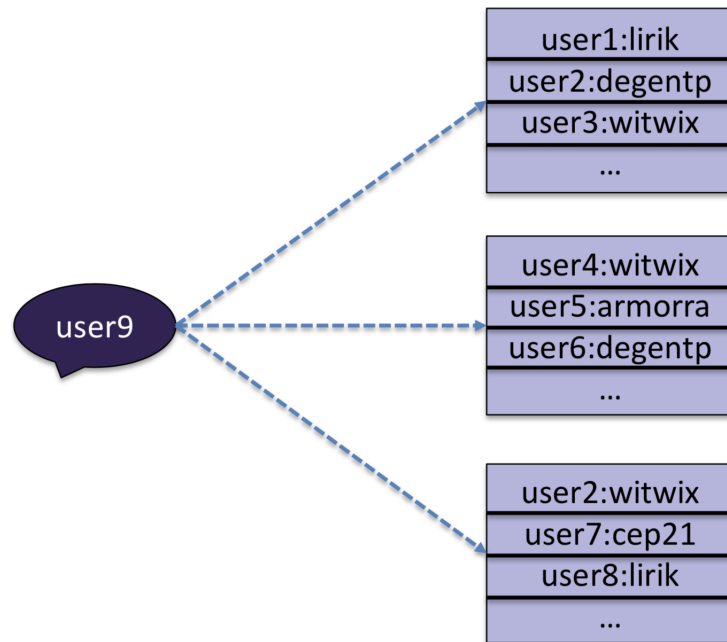 user1:lirik
user2:degentp
user3:witwix
...
user9
user4:witwix
user5:armorra
user6:degentp
...
user2:witwix
user7:cep21
user8:lirik
...